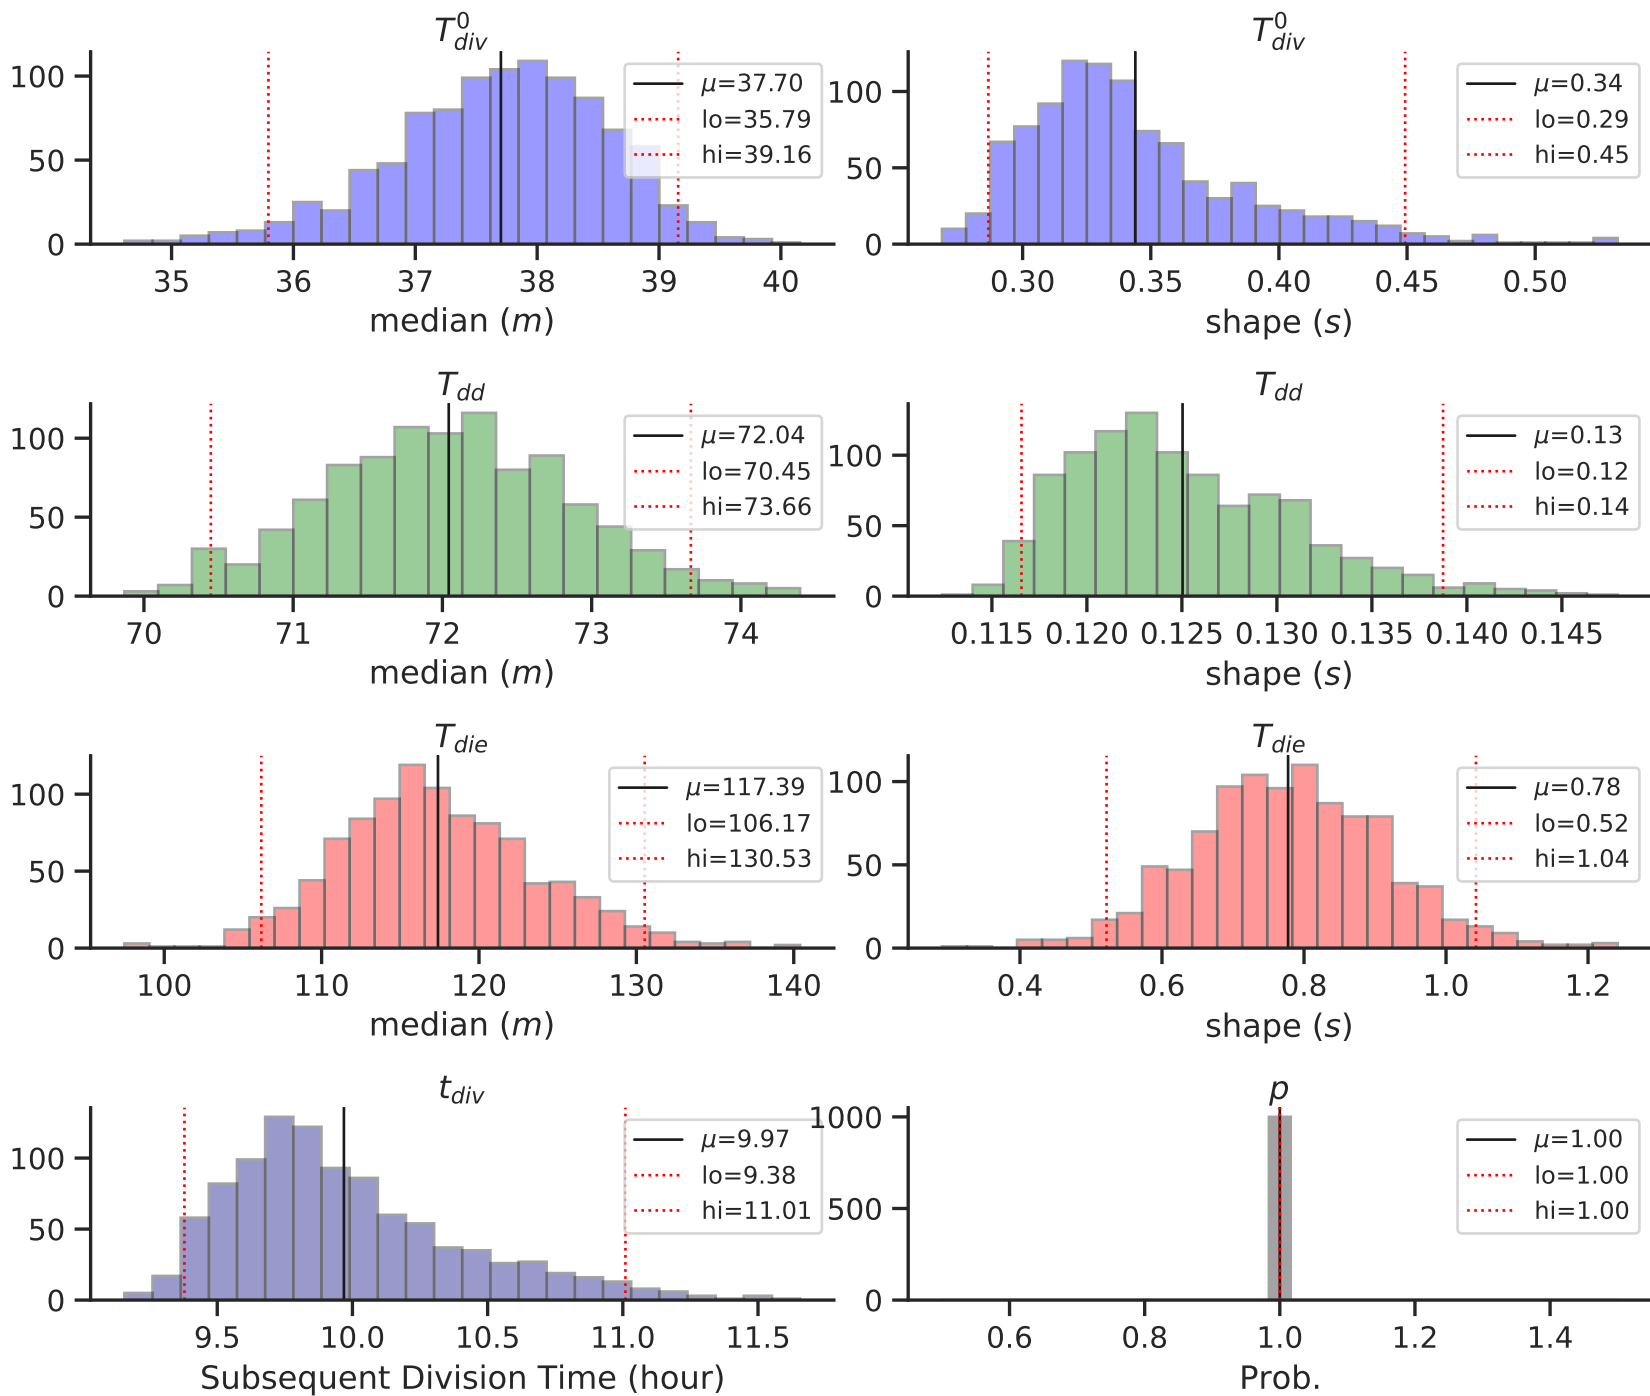 T⁰div
100
50
0
μ=37.70
lo=35.79
hi=39.16
35 36 37 38 39 40
median (m)
T⁰div
100
50
0
μ=0.34
lo=0.29
hi=0.45
0.30 0.35 0.40 0.45 0.50
shape (s)
Tdd
100
50
0
μ=72.04
lo=70.45
hi=73.66
70 71 72 73 74
median (m)
Tdd
100
50
0
μ=0.13
lo=0.12
hi=0.14
0.115 0.120 0.125 0.130 0.135 0.140 0.145
shape (s)
Tdie
100
50
0
μ=117.39
lo=106.17
hi=130.53
100 110 120 130 140
median (m)
Tdie
100
50
0
μ=0.78
lo=0.52
hi=1.04
0.4 0.6 0.8 1.0 1.2
shape (s)
tdiv
100
50
0
μ=9.97
lo=9.38
hi=11.01
9.5 10.0 10.5 11.0 11.5
Subsequent Division Time (hour)
p
1000
500
0
μ=1.00
lo=1.00
hi=1.00
0.6 0.8 1.0 1.2 1.4
Prob.